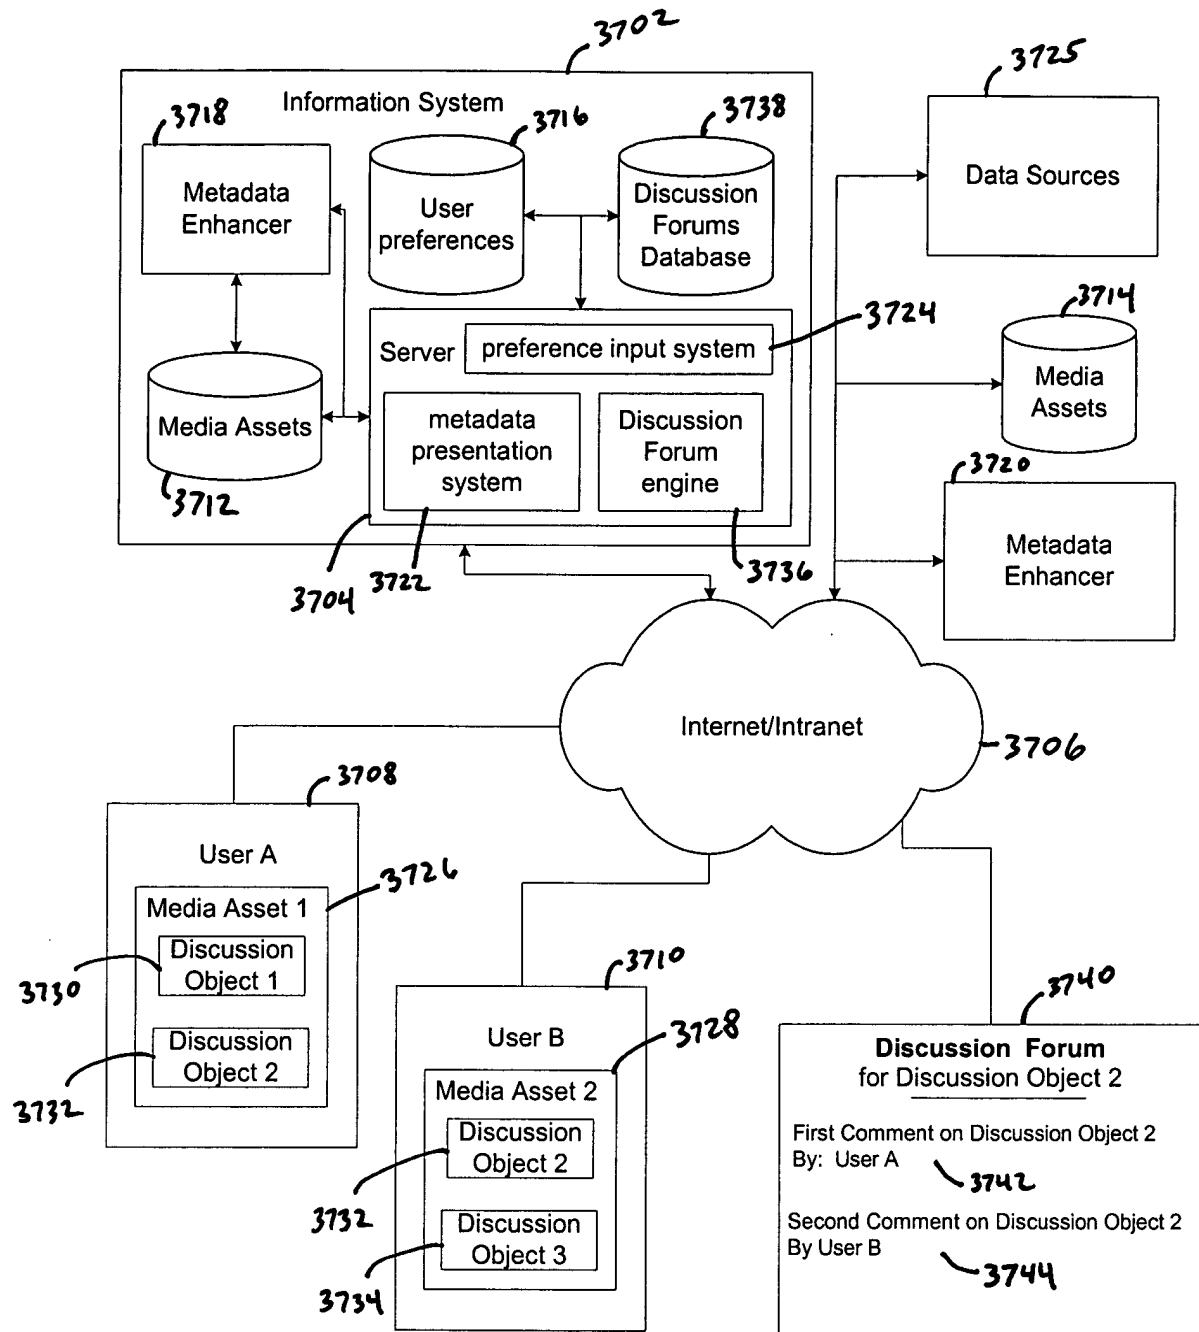 3702
Information System
3718
3716
3738
3725
Metadata
Enhancer
User
preferences
Discussion
Forums
Database
Data Sources
3724
3714
Server
preference input system
Media Assets
3712
metadata
presentation
system
Discussion
Forum
engine
Media
Assets
3720
Metadata
Enhancer
3704
3722
3736
Internet/Intranet
3706
3708
User A
3726
Media Asset 1
Discussion
Object 1
3730
Discussion
Object 2
3732
3710
User B
3728
Media Asset 2
Discussion
Object 2
3732
Discussion
Object 3
3734
3740
Discussion Forum
for Discussion Object 2
First Comment on Discussion Object 2
By: User A
3742
Second Comment on Discussion Object 2
By User B
3744